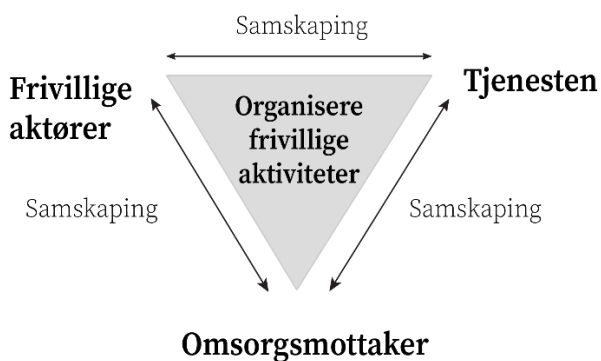 Samskaping
Frivillige
aktører
Tjenesten
Organisere
frivillige
aktiviteter
Samskaping
Samskaping
Omsorgsmottaker